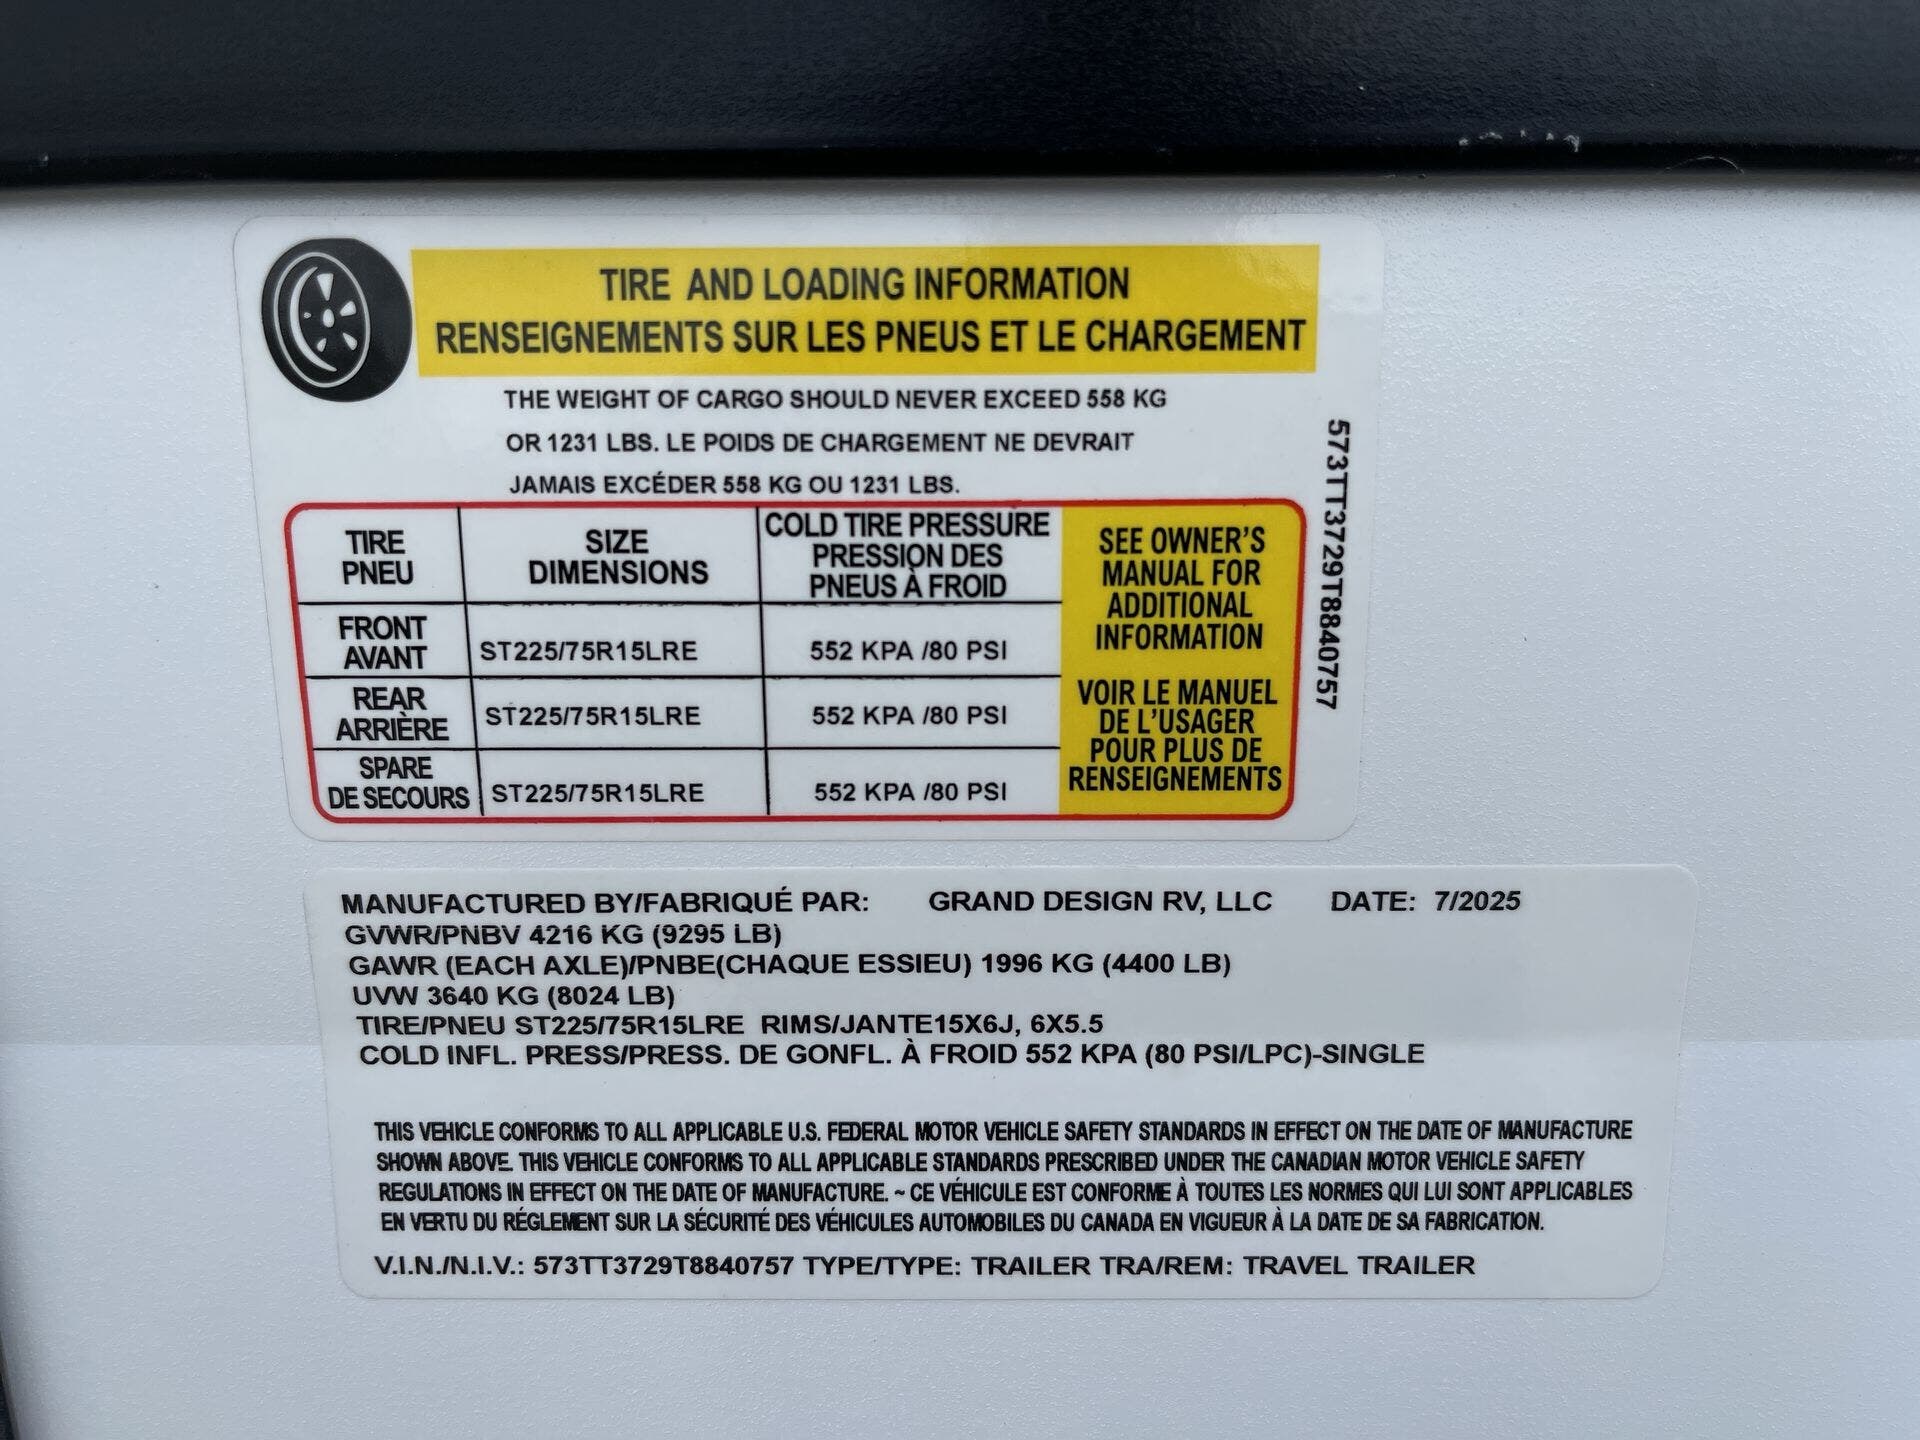 TIRE AND LOADING INFORMATION
RENSEIGNEMENTS SUR LES PNEUS ET LE CHARGEMENT
THE WEIGHT OF CARGO SHOULD NEVER EXCEED 558 KG
OR 1231 LBS. LE POIDS DE CHARGEMENT NE DEVRAIT
JAMAIS EXCÉDER 558 KG OU 1231 LBS.
TIRE
PNEU
SIZE
DIMENSIONS
COLD TIRE PRESSURE
PRESSION DES
PNEUS À FROID
FRONT
AVANT
ST225/75R15LRE
552 KPA /80 PSI
REAR
ARRIÈRE
ST225/75R15LRE
552 KPA /80 PSI
SPARE
DE SECOURS
ST225/75R15LRE
552 KPA /80 PSI
SEE OWNER'S
MANUAL FOR
ADDITIONAL
INFORMATION
VOIR LE MANUEL
DE L'USAGER
POUR PLUS DE
RENSEIGNEMENTS
573TT3729T8840757
MANUFACTURED BY/FABRIQUÉ PAR: GRAND DESIGN RV, LLC DATE: 7/2025
GVWR/PNBV 4216 KG (9295 LB)
GAWR (EACH AXLE)/PNBE(CHAQUE ESSIEU) 1996 KG (4400 LB)
UVW 3640 KG (8024 LB)
TIRE/PNEU ST225/75R15LRE RIMS/JANTE15X6J, 6X5.5
COLD INFL. PRESS/PRESS. DE GONFL. À FROID 552 KPA (80 PSI/LPC)-SINGLE
THIS VEHICLE CONFORMS TO ALL APPLICABLE U.S. FEDERAL MOTOR VEHICLE SAFETY STANDARDS IN EFFECT ON THE DATE OF MANUFACTURE
SHOWN ABOVE. THIS VEHICLE CONFORMS TO ALL APPLICABLE STANDARDS PRESCRIBED UNDER THE CANADIAN MOTOR VEHICLE SAFETY
REGULATIONS IN EFFECT ON THE DATE OF MANUFACTURE. ~ CE VÉHICULE EST CONFORME À TOUTES LES NORMES QUI LUI SONT APPLICABLES
EN VERTU DU RÉGLEMENT SUR LA SÉCURITÉ DES VÉHICULES AUTOMOBILES DU CANADA EN VIGUEUR À LA DATE DE SA FABRICATION.
V.I.N./N.I.V.: 573TT3729T8840757 TYPE/TYPE: TRAILER TRA/REM: TRAVEL TRAILER